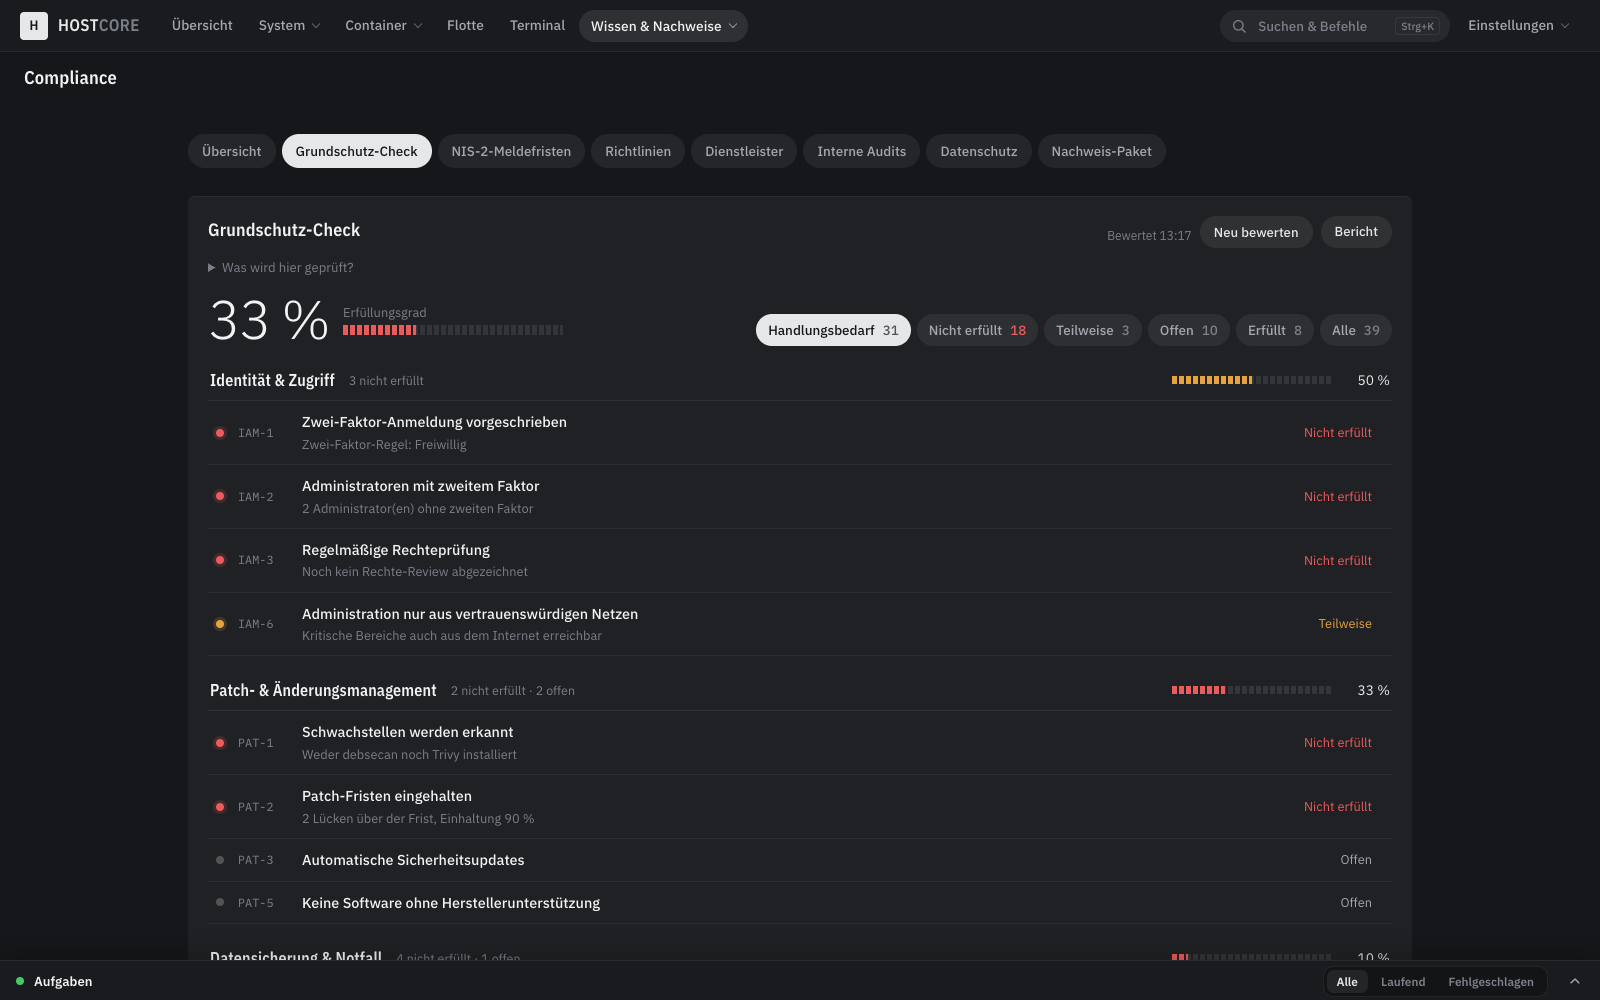 H HOSTCORE Übersicht System Container Flotte Terminal Wissen & Nachweise Suchen & Befehle Strg+K Einstellungen
Compliance
Übersicht Grundschutz-Check NIS-2-Meldefristen Richtlinien Dienstleister Interne Audits Datenschutz Nachweis-Paket
Grundschutz-Check Bewertet 13:17 Neu bewerten Bericht
Was wird hier geprüft?
33 % Erfüllungsgrad
Handlungsbedarf 31 Nicht erfüllt 18 Teilweise 3 Offen 10 Erfüllt 8 Alle 39
Identität & Zugriff 3 nicht erfüllt 50 %
IAM-1 Zwei-Faktor-Anmeldung vorgeschrieben Nicht erfüllt
Zwei-Faktor-Regel: Freiwillig
IAM-2 Administratoren mit zweitem Faktor Nicht erfüllt
2 Administrator(en) ohne zweiten Faktor
IAM-3 Regelmäßige Rechteprüfung Nicht erfüllt
Noch kein Rechte-Review abgezeichnet
IAM-6 Administration nur aus vertrauenswürdigen Netzen Teilweise
Kritische Bereiche auch aus dem Internet erreichbar
Patch- & Änderungsmanagement 2 nicht erfüllt · 2 offen 33 %
PAT-1 Schwachstellen werden erkannt Nicht erfüllt
Weder debsecan noch Trivy installiert
PAT-2 Patch-Fristen eingehalten Nicht erfüllt
2 Lücken über der Frist, Einhaltung 90 %
PAT-3 Automatische Sicherheitsupdates Offen
PAT-5 Keine Software ohne Herstellerunterstützung Offen
Datensicherung & Notfall 4 nicht erfüllt · 1 offen 10 %
Aufgaben Alle Laufend Fehlgeschlagen